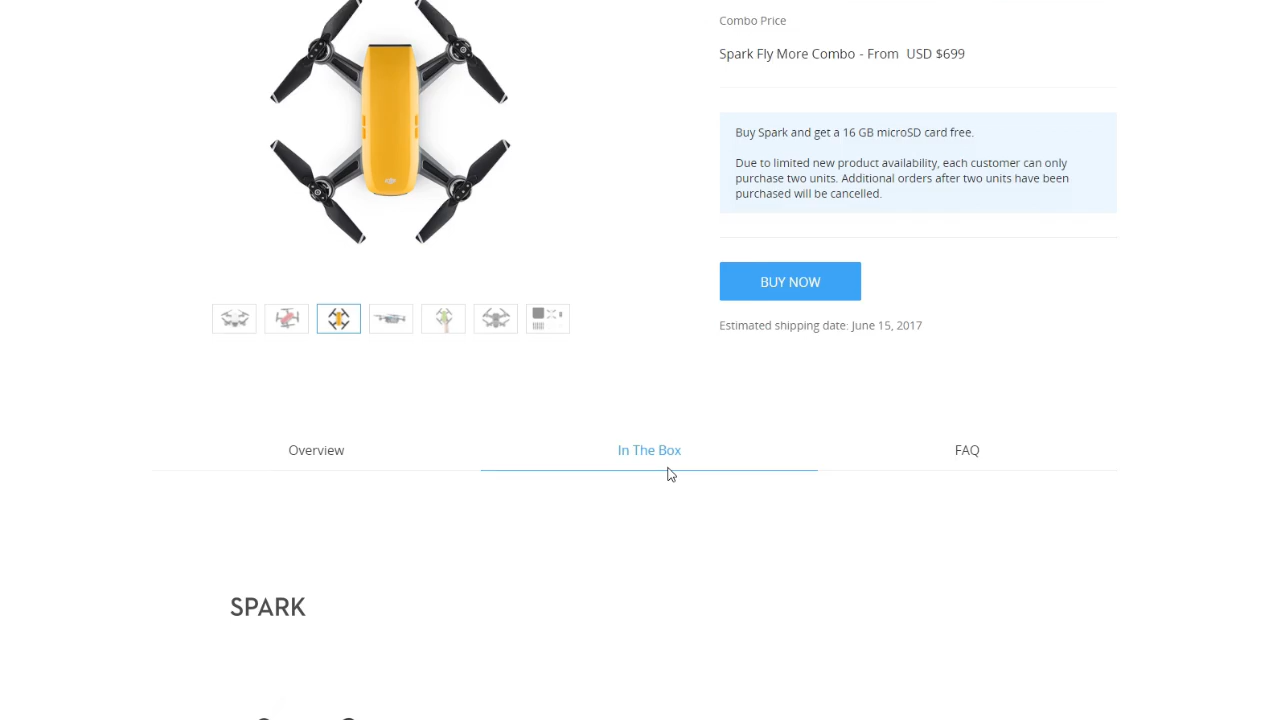 Combo Price
Spark Fly More Combo - From USD $699
Buy Spark and get a 16 GB microSD card free.
Due to limited new product availability, each customer can only
purchase two units. Additional orders after two units have been
purchased will be cancelled.
BUY NOW
Estimated shipping date: June 15, 2017
Overview
In The Box
FAQ
SPARK